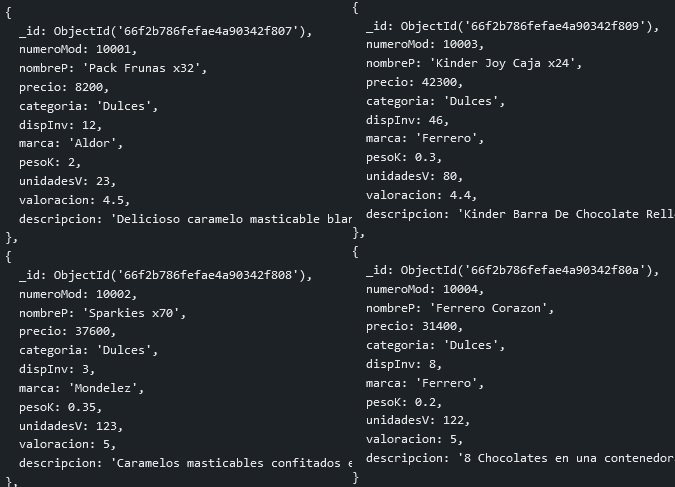 {
_id: ObjectId('66f2b786fefae4a90342f807'),
numeroMod: 10001,
nombreP: 'Pack Frunas x32',
precio: 8200,
categoria: 'Dulces',
dispInv: 12,
marca: 'Aldor',
pesoK: 2,
unidadesV: 23,
valoracion: 4.5,
descripcion: 'Delicioso caramelo masticable blan
},
{
_id: ObjectId('66f2b786fefae4a90342f808'),
numeroMod: 10002,
nombreP: 'Sparkies x70',
precio: 37600,
categoria: 'Dulces',
dispInv: 3,
marca: 'Mondelez',
pesoK: 0.35,
unidadesV: 123,
valoracion: 5,
descripcion: 'Caramelos masticables confitados e
},
{
_id: ObjectId('66f2b786fefae4a90342f809'),
numeroMod: 10003,
nombreP: 'Kinder Joy Caja x24',
precio: 42300,
categoria: 'Dulces',
dispInv: 46,
marca: 'Ferrero',
pesoK: 0.3,
unidadesV: 80,
valoracion: 4.4,
descripcion: 'Kinder Barra De Chocolate Rell
},
{
_id: ObjectId('66f2b786fefae4a90342f80a'),
numeroMod: 10004,
nombreP: 'Ferrero Corazon',
precio: 31400,
categoria: 'Dulces',
dispInv: 8,
marca: 'Ferrero',
pesoK: 0.2,
unidadesV: 122,
valoracion: 5,
descripcion: '8 Chocolates en una contenedor
}